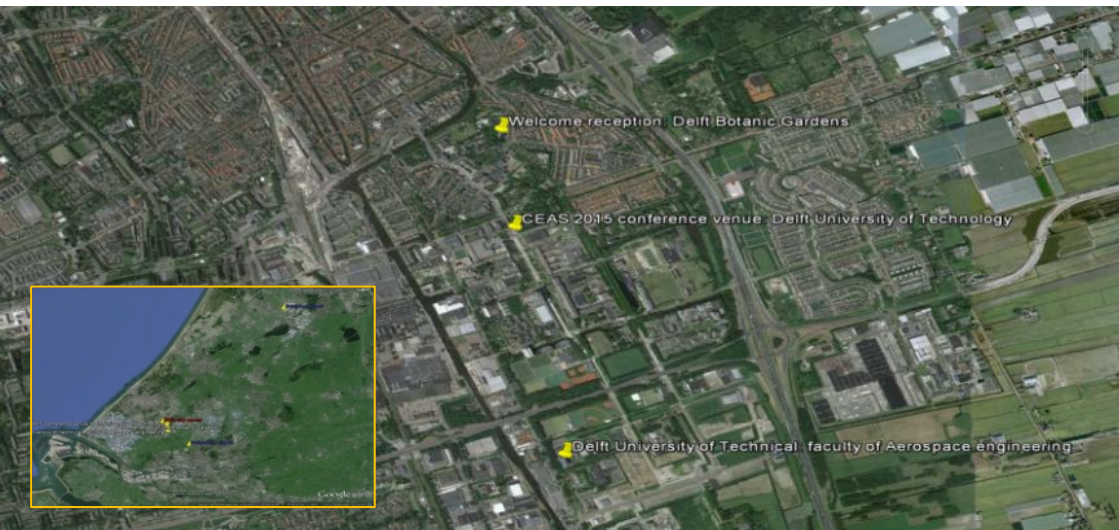 Welcome reception: Delft Botanic Gardens
CEAS 2015 conference venue: Delft University of Technology
Delft University of Technical: faculty of Aerospace engineering
Google